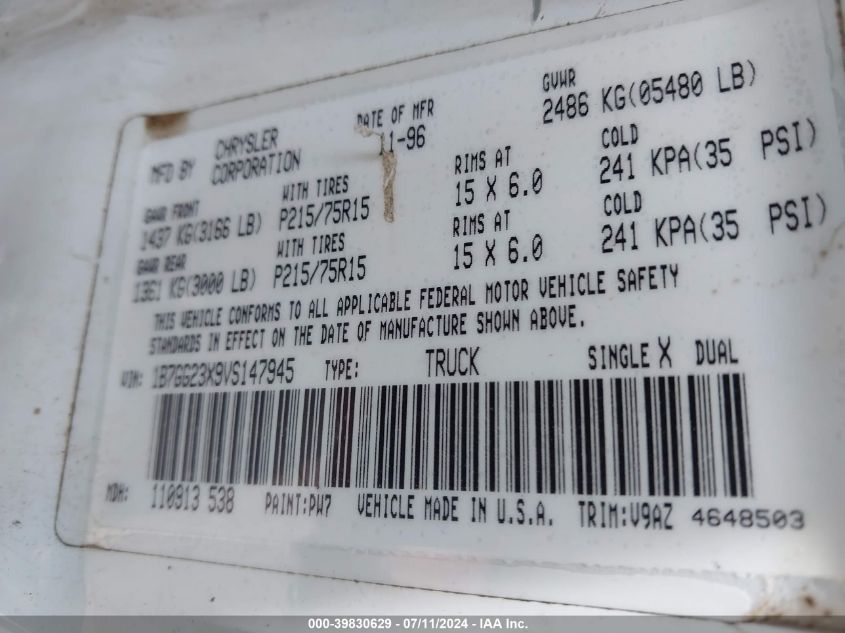 MFD BY CHRYSLER CORPORATION DATE OF MFR 11-96 GVWR 2486 KG(05480 LB)
GAWR FRONT WITH TIRES RIMS AT COLD
1437 KG(3166 LB) P215/75R15 15 X 6.0 241 KPA(35 PSI)
GAWR REAR WITH TIRES RIMS AT COLD
1361 KG(3000 LB) P215/75R15 15 X 6.0 241 KPA(35 PSI)
THIS VEHICLE CONFORMS TO ALL APPLICABLE FEDERAL MOTOR VEHICLE SAFETY
STANDARDS IN EFFECT ON THE DATE OF MANUFACTURE SHOWN ABOVE.
VIN: 1B7GG23X9VS147945 TYPE: TRUCK SINGLE X DUAL
MDH: 110913 538 PAINT:PW7 VEHICLE MADE IN U.S.A. TRIM:V9AZ 4648503
000-39830629 - 07/11/2024 - IAA Inc.